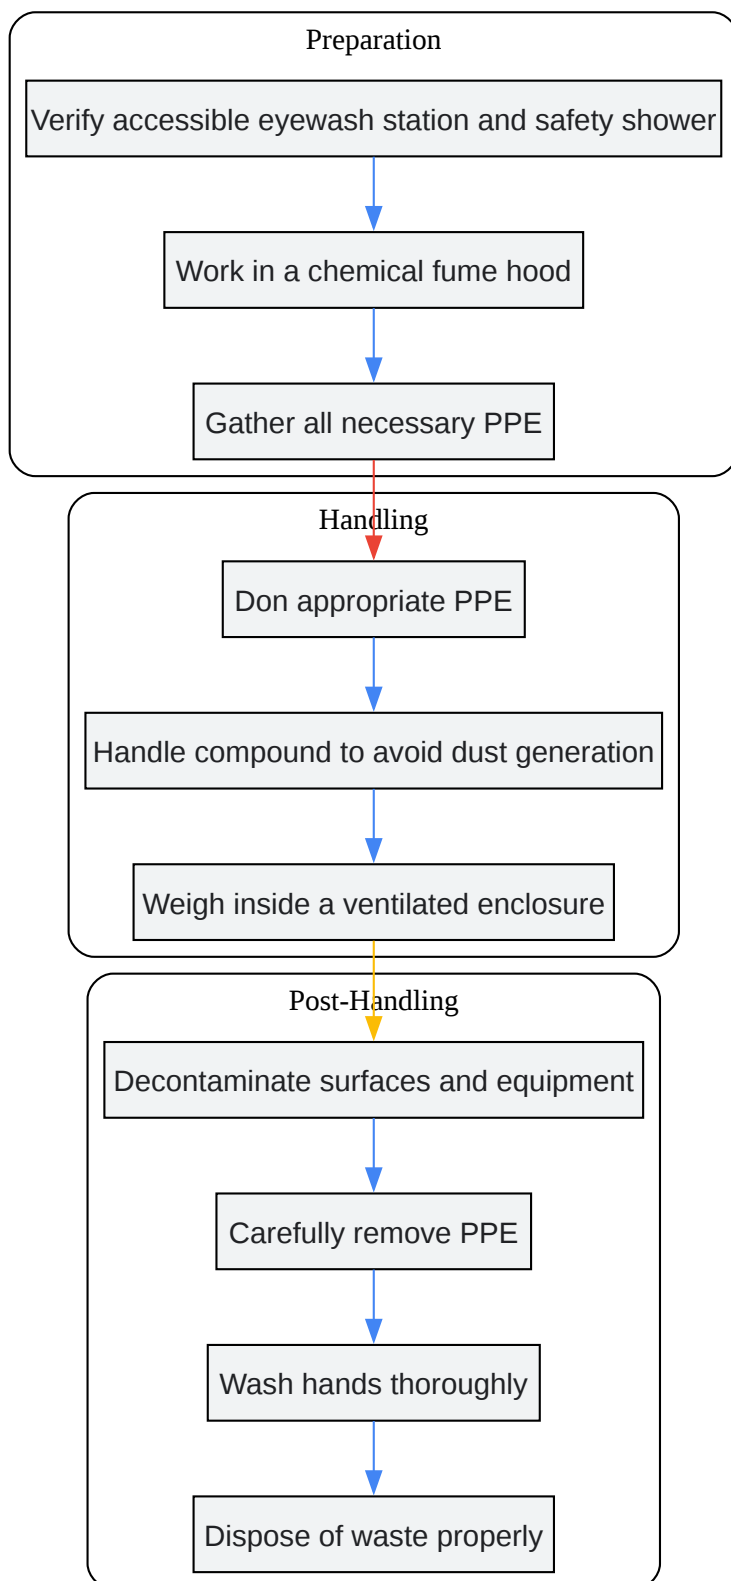 Preparation
Verify accessible eyewash station and safety shower
Work in a chemical fume hood
Gather all necessary PPE
Handling
Don appropriate PPE
Handle compound to avoid dust generation
Weigh inside a ventilated enclosure
Post-Handling
Decontaminate surfaces and equipment
Carefully remove PPE
Wash hands thoroughly
Dispose of waste properly